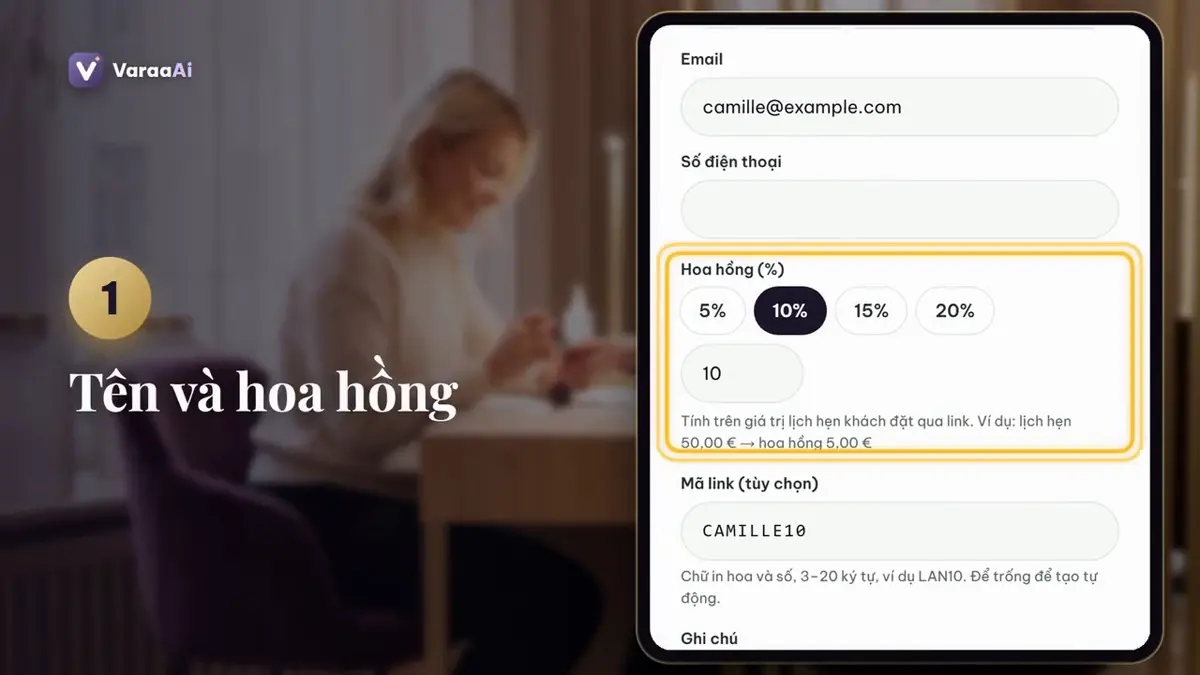 VaraaAi
1
Tên và hoa hồng
Email
camille@example.com
Số điện thoại
Hoa hồng (%)
5%
10%
15%
20%
10
Tính trên giá trị lịch hẹn khách đặt qua link. Ví dụ: lịch hẹn
50,00 € → hoa hồng 5,00 €
Mã link (tùy chọn)
CAMILLE10
Chữ in hoa và số, 3–20 ký tự, ví dụ LAN10. Để trống để tạo tự
động.
Ghi chú